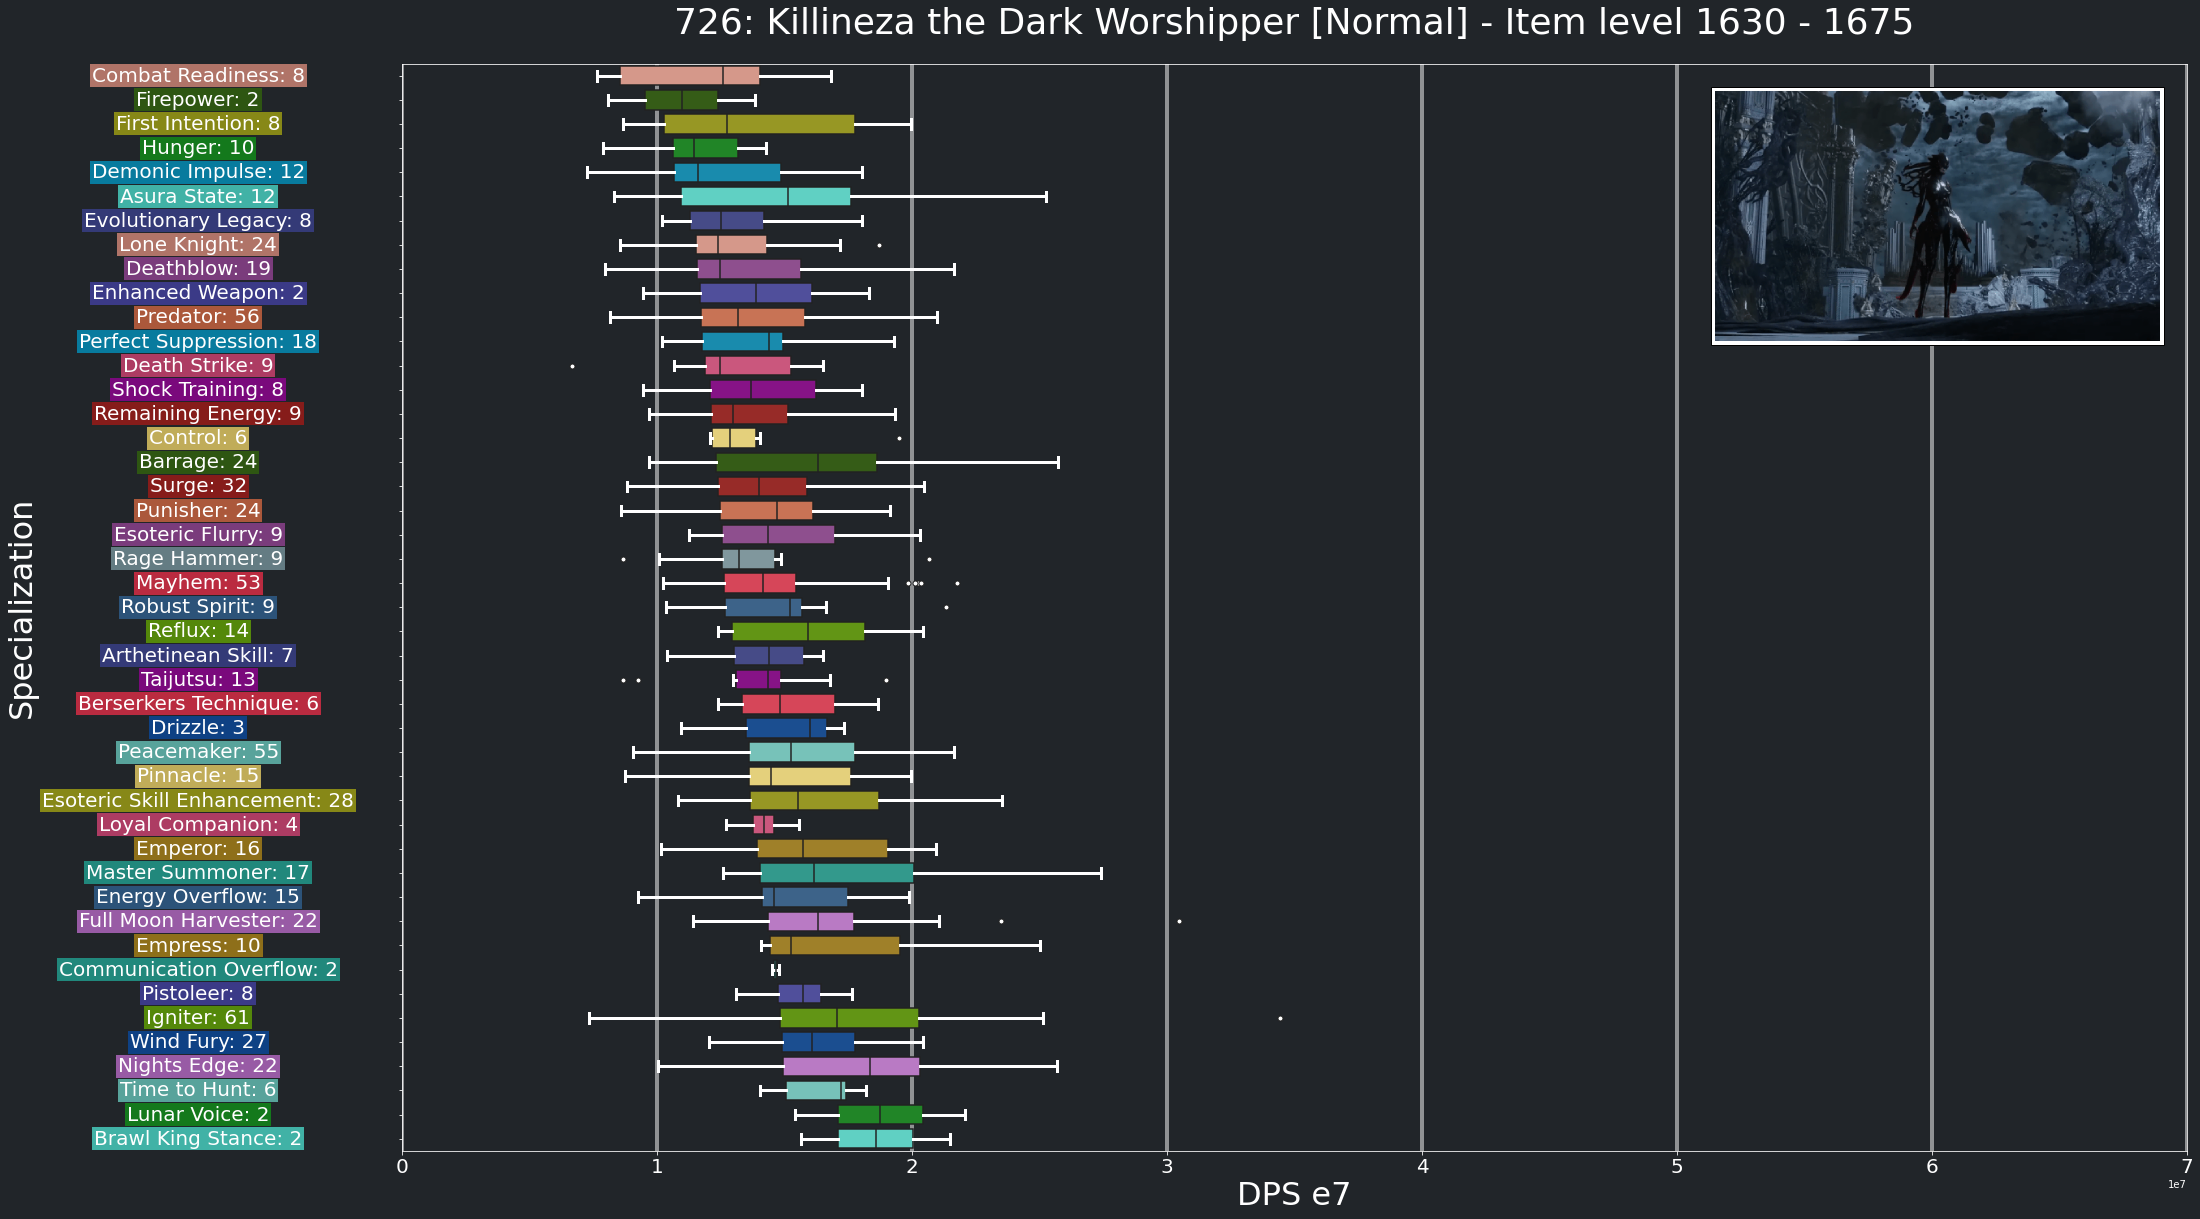 726: Killineza the Dark Worshipper [Normal] - Item level 1630 - 1675
Combat Readiness: 8
Firepower: 2
First Intention: 8
Hunger: 10
Demonic Impulse: 12
Asura State: 12
Evolutionary Legacy: 8
Lone Knight: 24
Deathblow: 19
Enhanced Weapon: 2
Predator: 56
Perfect Suppression: 18
Death Strike: 9
Shock Training: 8
Remaining Energy: 9
Control: 6
Barrage: 24
Surge: 32
Punisher: 24
Esoteric Flurry: 9
Rage Hammer: 9
Mayhem: 53
Robust Spirit: 9
Reflux: 14
Arthetinean Skill: 7
Taijutsu: 13
Berserkers Technique: 6
Drizzle: 3
Peacemaker: 55
Pinnacle: 15
Esoteric Skill Enhancement: 28
Loyal Companion: 4
Emperor: 16
Master Summoner: 17
Energy Overflow: 15
Full Moon Harvester: 22
Empress: 10
Communication Overflow: 2
Pistoleer: 8
Igniter: 61
Wind Fury: 27
Nights Edge: 22
Time to Hunt: 6
Lunar Voice: 2
Brawl King Stance: 2
Specialization
0 1 2 3 4 5 6 7
1e7
DPS e7